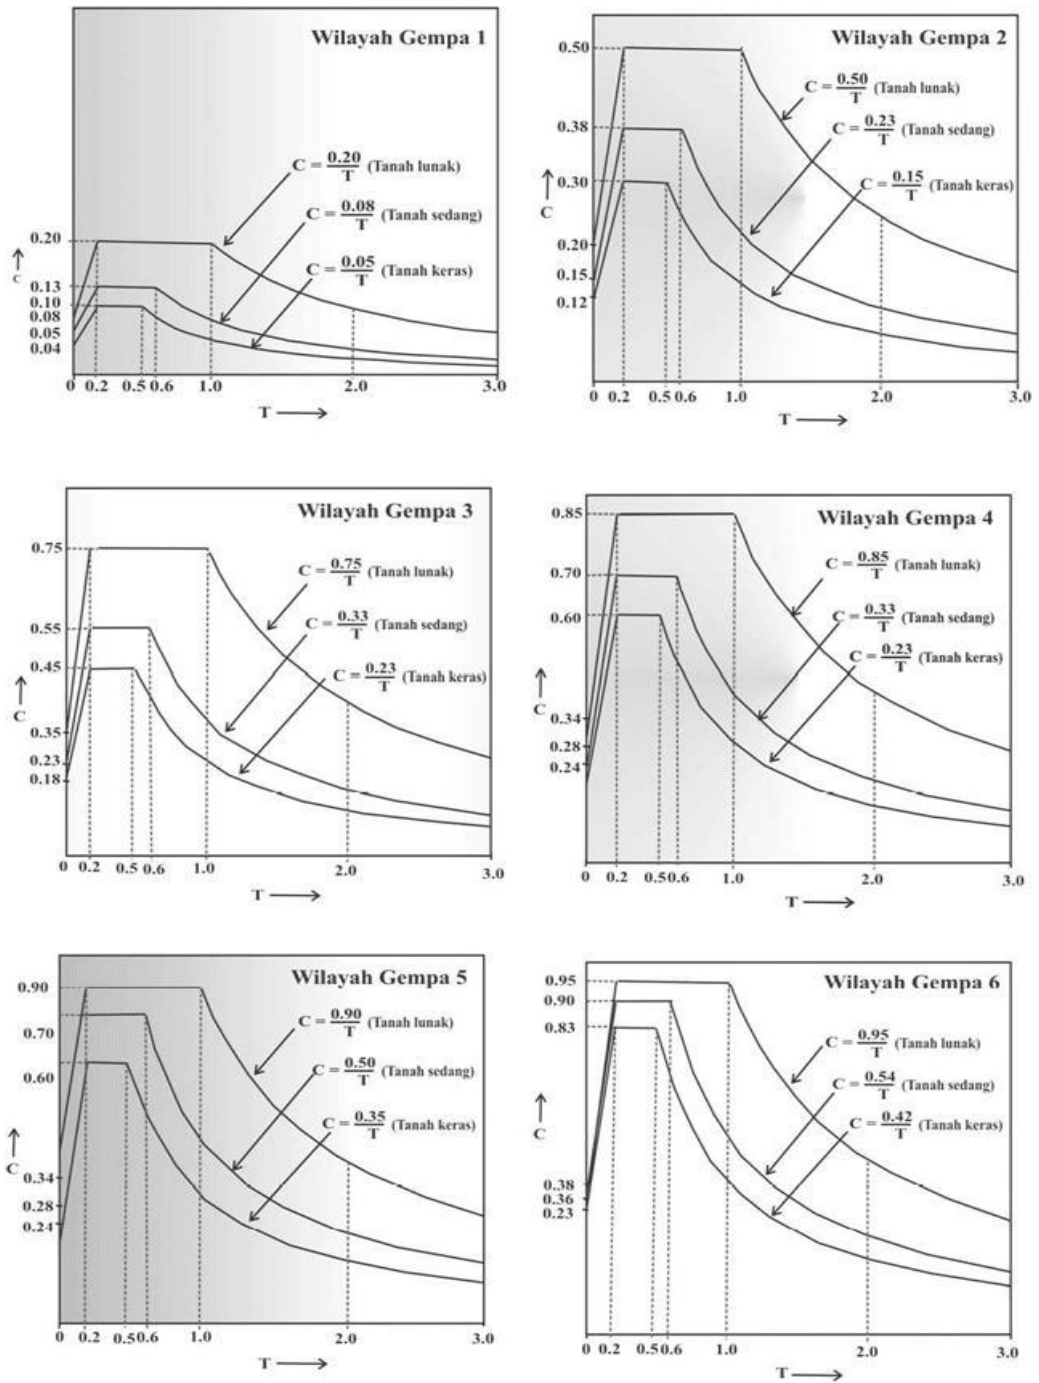 Wilayah Gempa 1
C = 0.20/T (Tanah lunak)
C = 0.08/T (Tanah sedang)
C = 0.05/T (Tanah keras)
0.20
0.13
0.10
0.08
0.05
0.04
C
0 0.2 0.5 0.6 1.0 2.0 3.0
T
Wilayah Gempa 2
C = 0.50/T (Tanah lunak)
C = 0.23/T (Tanah sedang)
C = 0.15/T (Tanah keras)
0.50
0.38
0.30
0.20
0.15
0.12
C
0 0.2 0.5 0.6 1.0 2.0 3.0
T
Wilayah Gempa 3
C = 0.75/T (Tanah lunak)
C = 0.33/T (Tanah sedang)
C = 0.23/T (Tanah keras)
0.75
0.55
0.45
0.35
0.23
0.18
C
0 0.2 0.5 0.6 1.0 2.0 3.0
T
Wilayah Gempa 4
C = 0.85/T (Tanah lunak)
C = 0.33/T (Tanah sedang)
C = 0.23/T (Tanah keras)
0.85
0.70
0.60
0.34
0.28
0.24
C
0 0.2 0.5 0.6 1.0 2.0 3.0
T
Wilayah Gempa 5
C = 0.90/T (Tanah lunak)
C = 0.50/T (Tanah sedang)
C = 0.35/T (Tanah keras)
0.90
0.70
0.60
0.34
0.28
0.24
C
0 0.2 0.5 0.6 1.0 2.0 3.0
T
Wilayah Gempa 6
C = 0.95/T (Tanah lunak)
C = 0.54/T (Tanah sedang)
C = 0.42/T (Tanah keras)
0.95
0.90
0.83
0.38
0.36
0.23
C
0 0.2 0.5 0.6 1.0 2.0 3.0
T